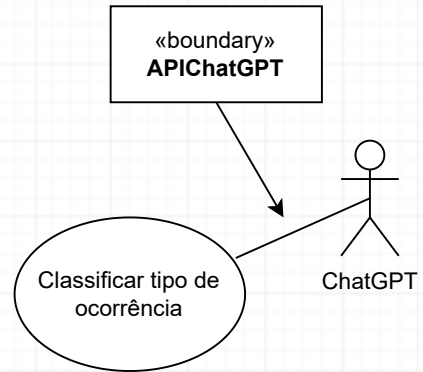 «boundary»
APIChatGPT
ChatGPT
Classificar tipo de
ocorrência